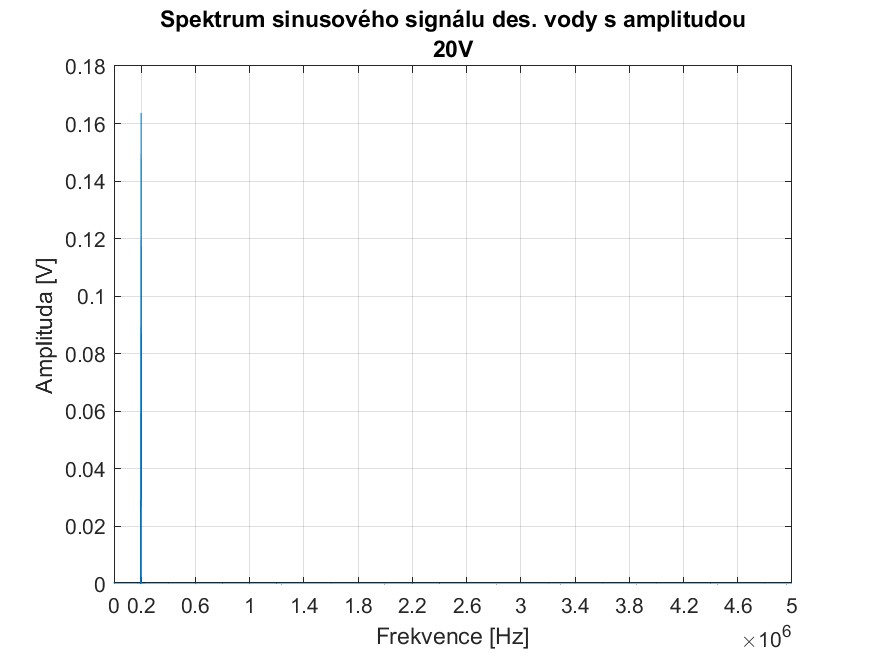 Spektrum sinusového signálu des. vody s amplitudou
20V
0.18
0.16
0.14
0.12
0.1
0.08
0.06
0.04
0.02
0
Amplituda [V]
0 0.2 0.6 1 1.4 1.8 2.2 2.6 3 3.4 3.8 4.2 4.6 5
Frekvence [Hz]
×10⁶